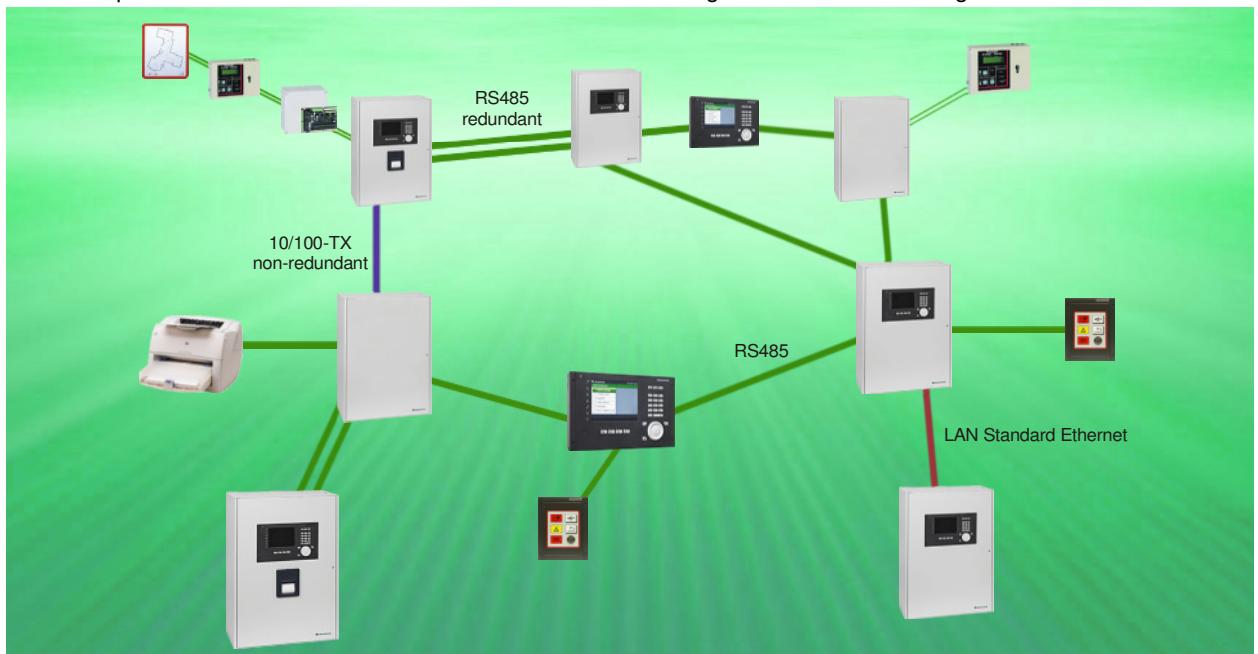 RS485
redundant
10/100-TX
non-redundant
RS485
LAN Standard Ethernet